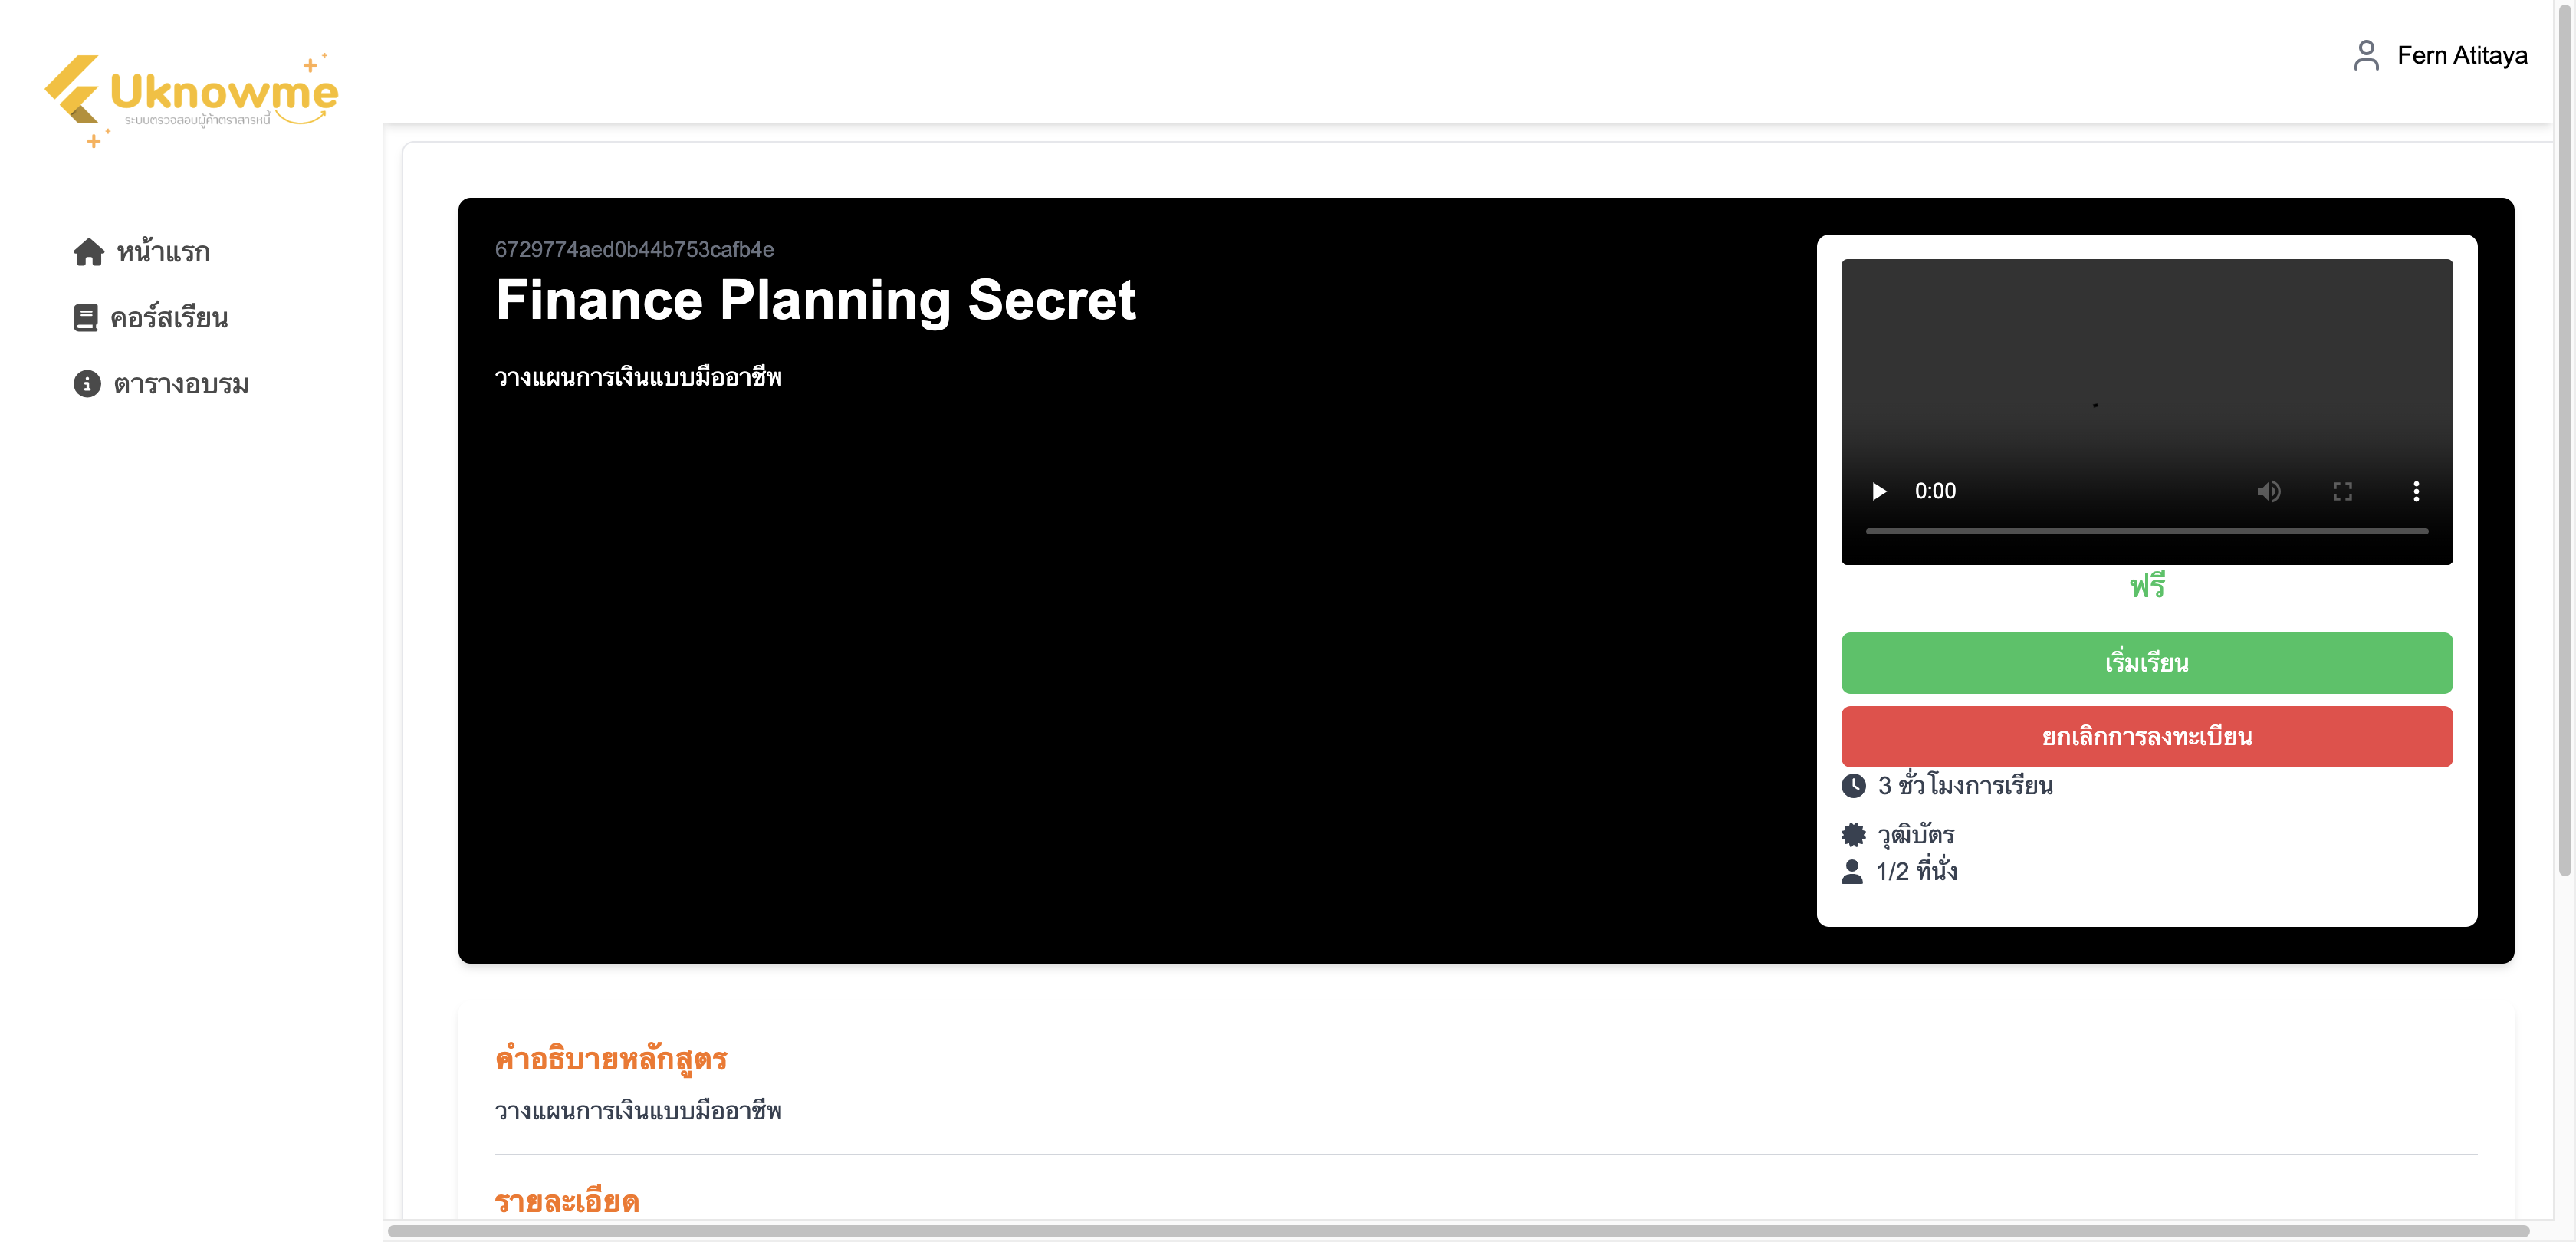 Uknowme
ระบบตรวจสอบผู้ค้าตราสารหนี้
Fern Atitaya
หน้าแรก
คอร์สเรียน
ตารางอบรม
6729774aed0b44b753cafb4e
Finance Planning Secret
วางแผนการเงินแบบมืออาชีพ
0:00
ฟรี
เริ่มเรียน
ยกเลิกการลงทะเบียน
3 ชั่วโมงการเรียน
วุฒิบัตร
1/2 ที่นั่ง
คำอธิบายหลักสูตร
วางแผนการเงินแบบมืออาชีพ
รายละเอียด